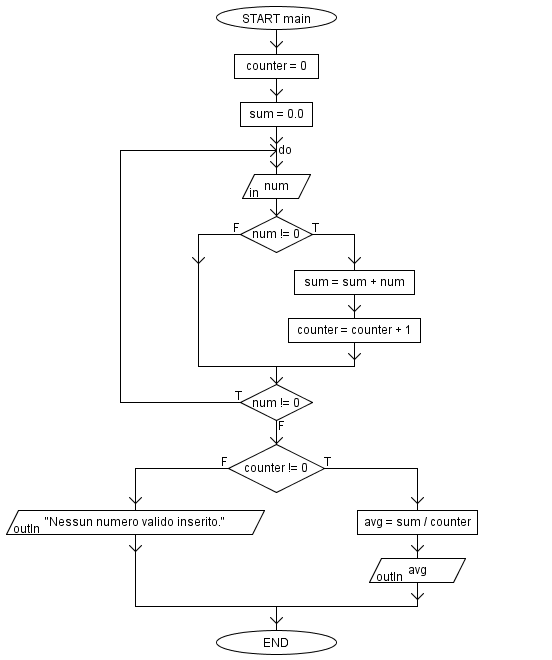 START main
counter = 0
sum = 0.0
do
num
in
F
num != 0
T
sum = sum + num
counter = counter + 1
T
num != 0
F
F
counter != 0
T
"Nessun numero valido inserito."
outln
avg = sum / counter
avg
outln
END